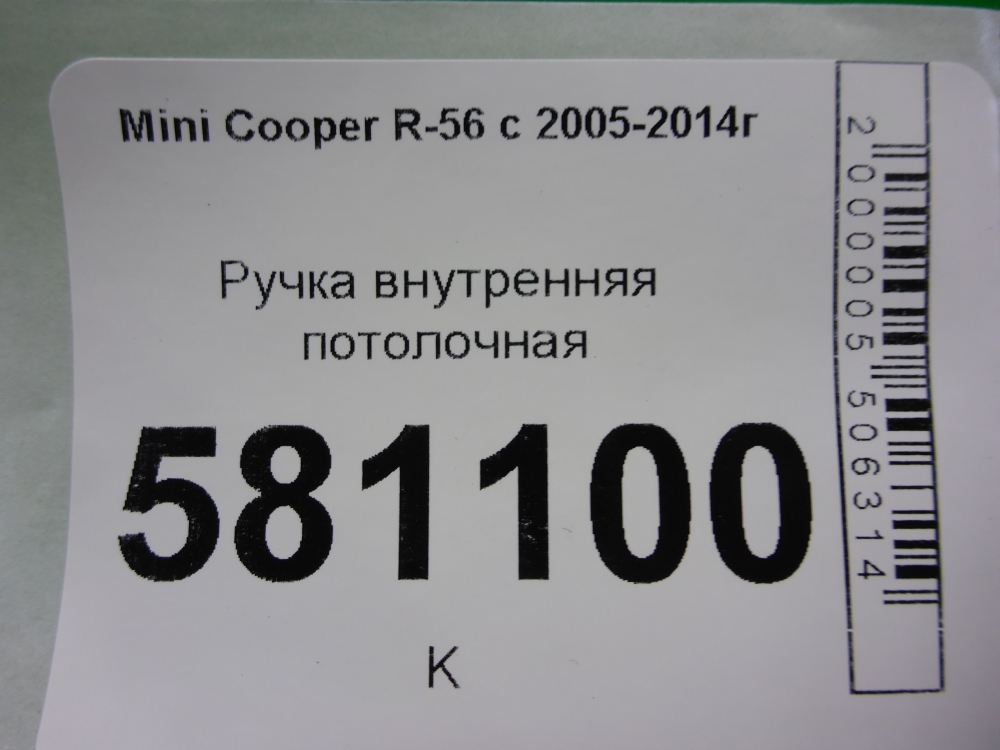 Mini Cooper R-56 с 2005-2014г
Ручка внутренняя
потолочная
581100
К
2000005506314